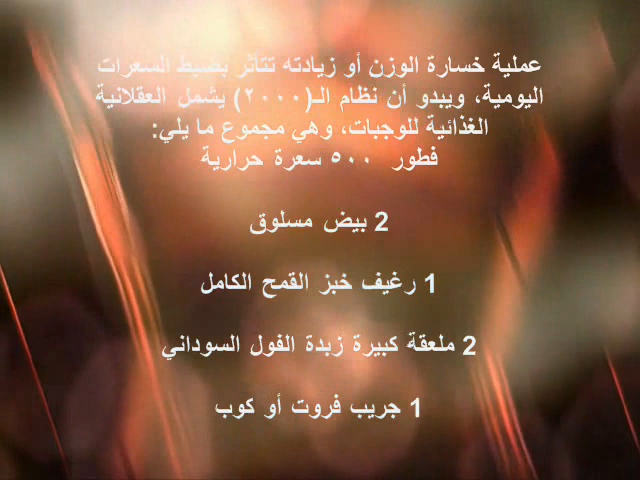 عملية خسارة الوزن أو زيادته تتأثر بضبط السعرات
اليومية، ويبدو أن نظام الـ(٢٠٠٠) يشمل العقلانية
الغذائية للوجبات، وهي مجموع ما يلي:
فطور ٥٠٠ سعرة حرارية
2 بيض مسلوق
1 رغيف خبز القمح الكامل
2 ملعقة كبيرة زبدة الفول السوداني
1 جريب فروت أو كوب